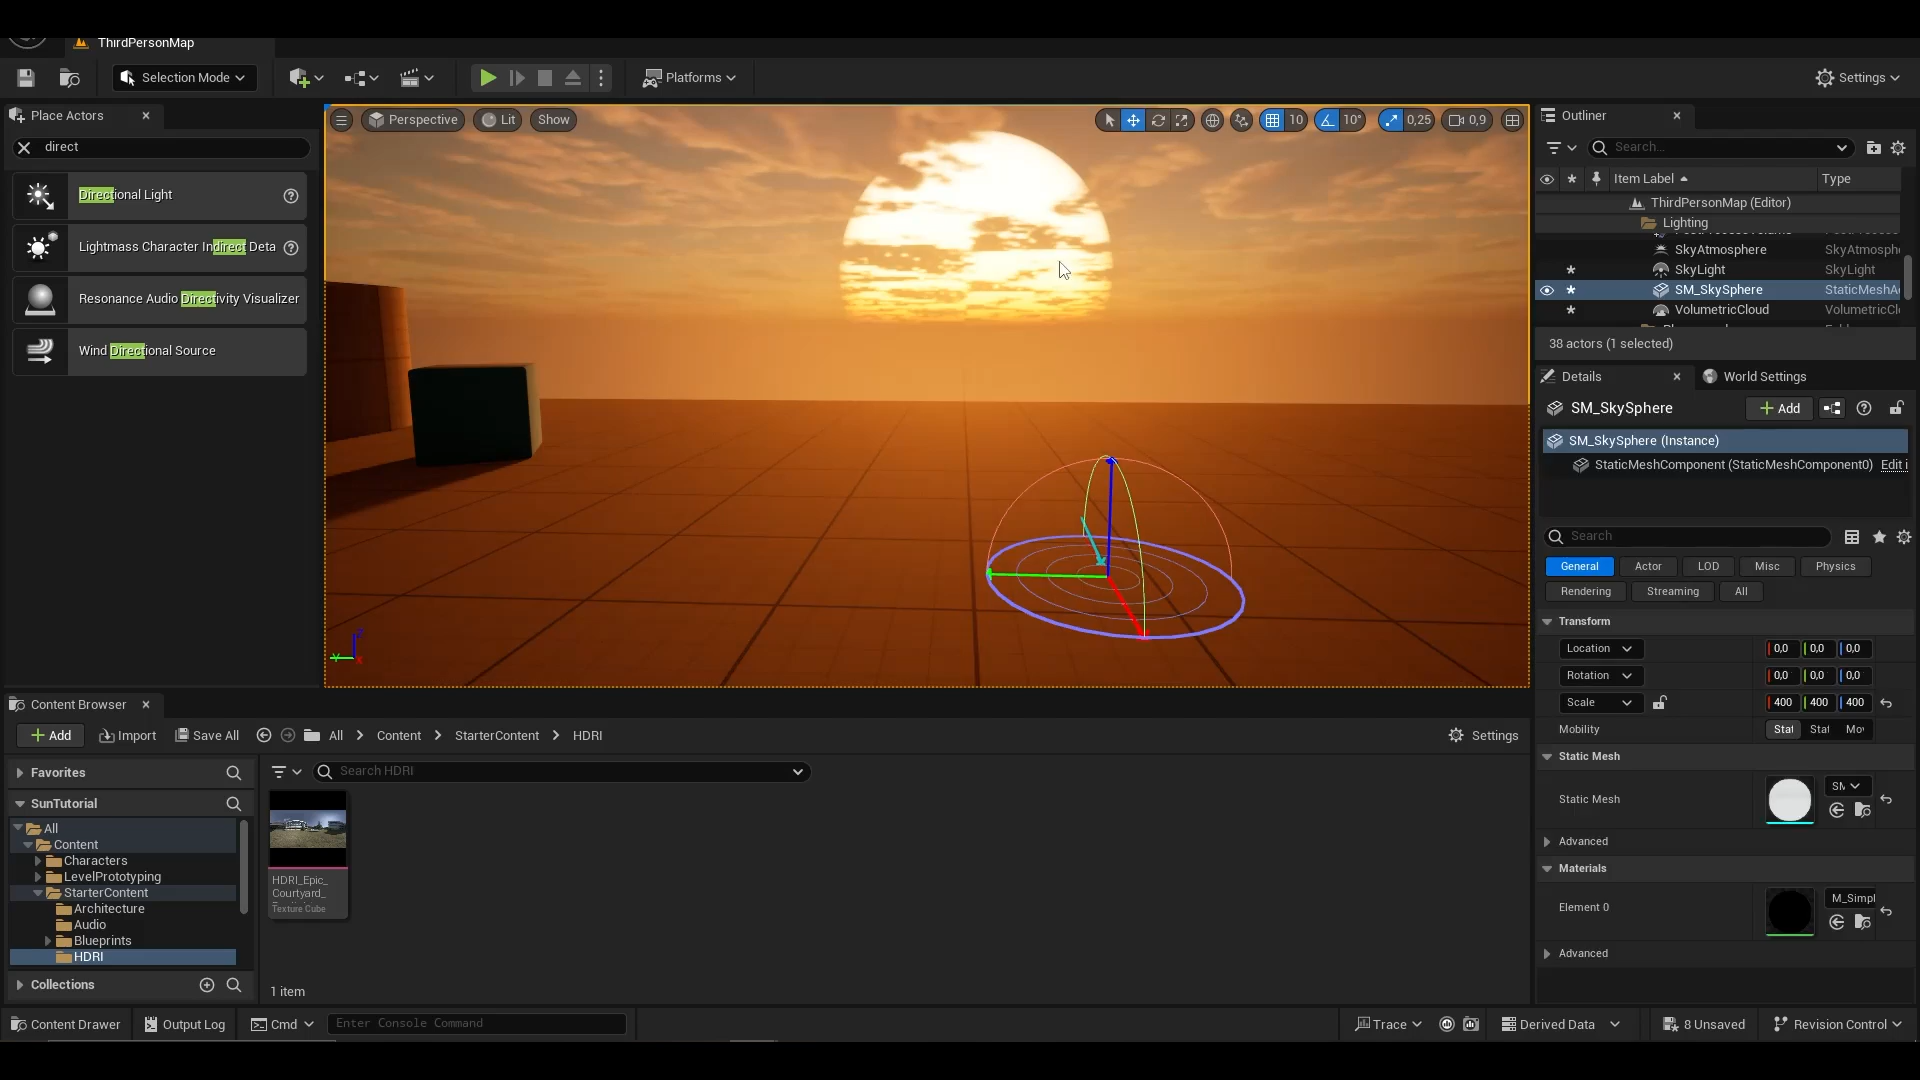 ThirdPersonMap
Selection Mode
Platforms
Settings
Place Actors
direct
Directional Light
Lightmass Character Indirect Deta
Resonance Audio Directivity Visualizer
Wind Directional Source
Perspective
Lit
Show
10
10°
0,25
0,9
Outliner
Search...
Item Label
Type
ThirdPersonMap (Editor)
Lighting
SkyAtmosphere
SkyAtmosphe
SkyLight
SkyLight
SM_SkySphere
StaticMeshA
VolumetricCloud
VolumetricCl
38 actors (1 selected)
Details
World Settings
SM_SkySphere
Add
SM_SkySphere (Instance)
StaticMeshComponent (StaticMeshComponent0)
Edit i
Search
General
Actor
LOD
Misc
Physics
Rendering
Streaming
All
Transform
Location
0,0
0,0
0,0
Rotation
0,0
0,0
0,0
Scale
400
400
400
Mobility
Stat
Stat
Mov
Static Mesh
Static Mesh
SM
Advanced
Materials
Element 0
M_Simpl
Advanced
Z
Y
X
Content Browser
Add
Import
Save All
All
Content
StarterContent
HDRI
Settings
Favorites
Search HDRI
SunTutorial
All
Content
Characters
LevelPrototyping
StarterContent
Architecture
Audio
Blueprints
HDRI
Collections
HDRI_Epic_
Courtyard_
Texture Cube
1 item
Content Drawer
Output Log
Cmd
Enter Console Command
Trace
Derived Data
8 Unsaved
Revision Control